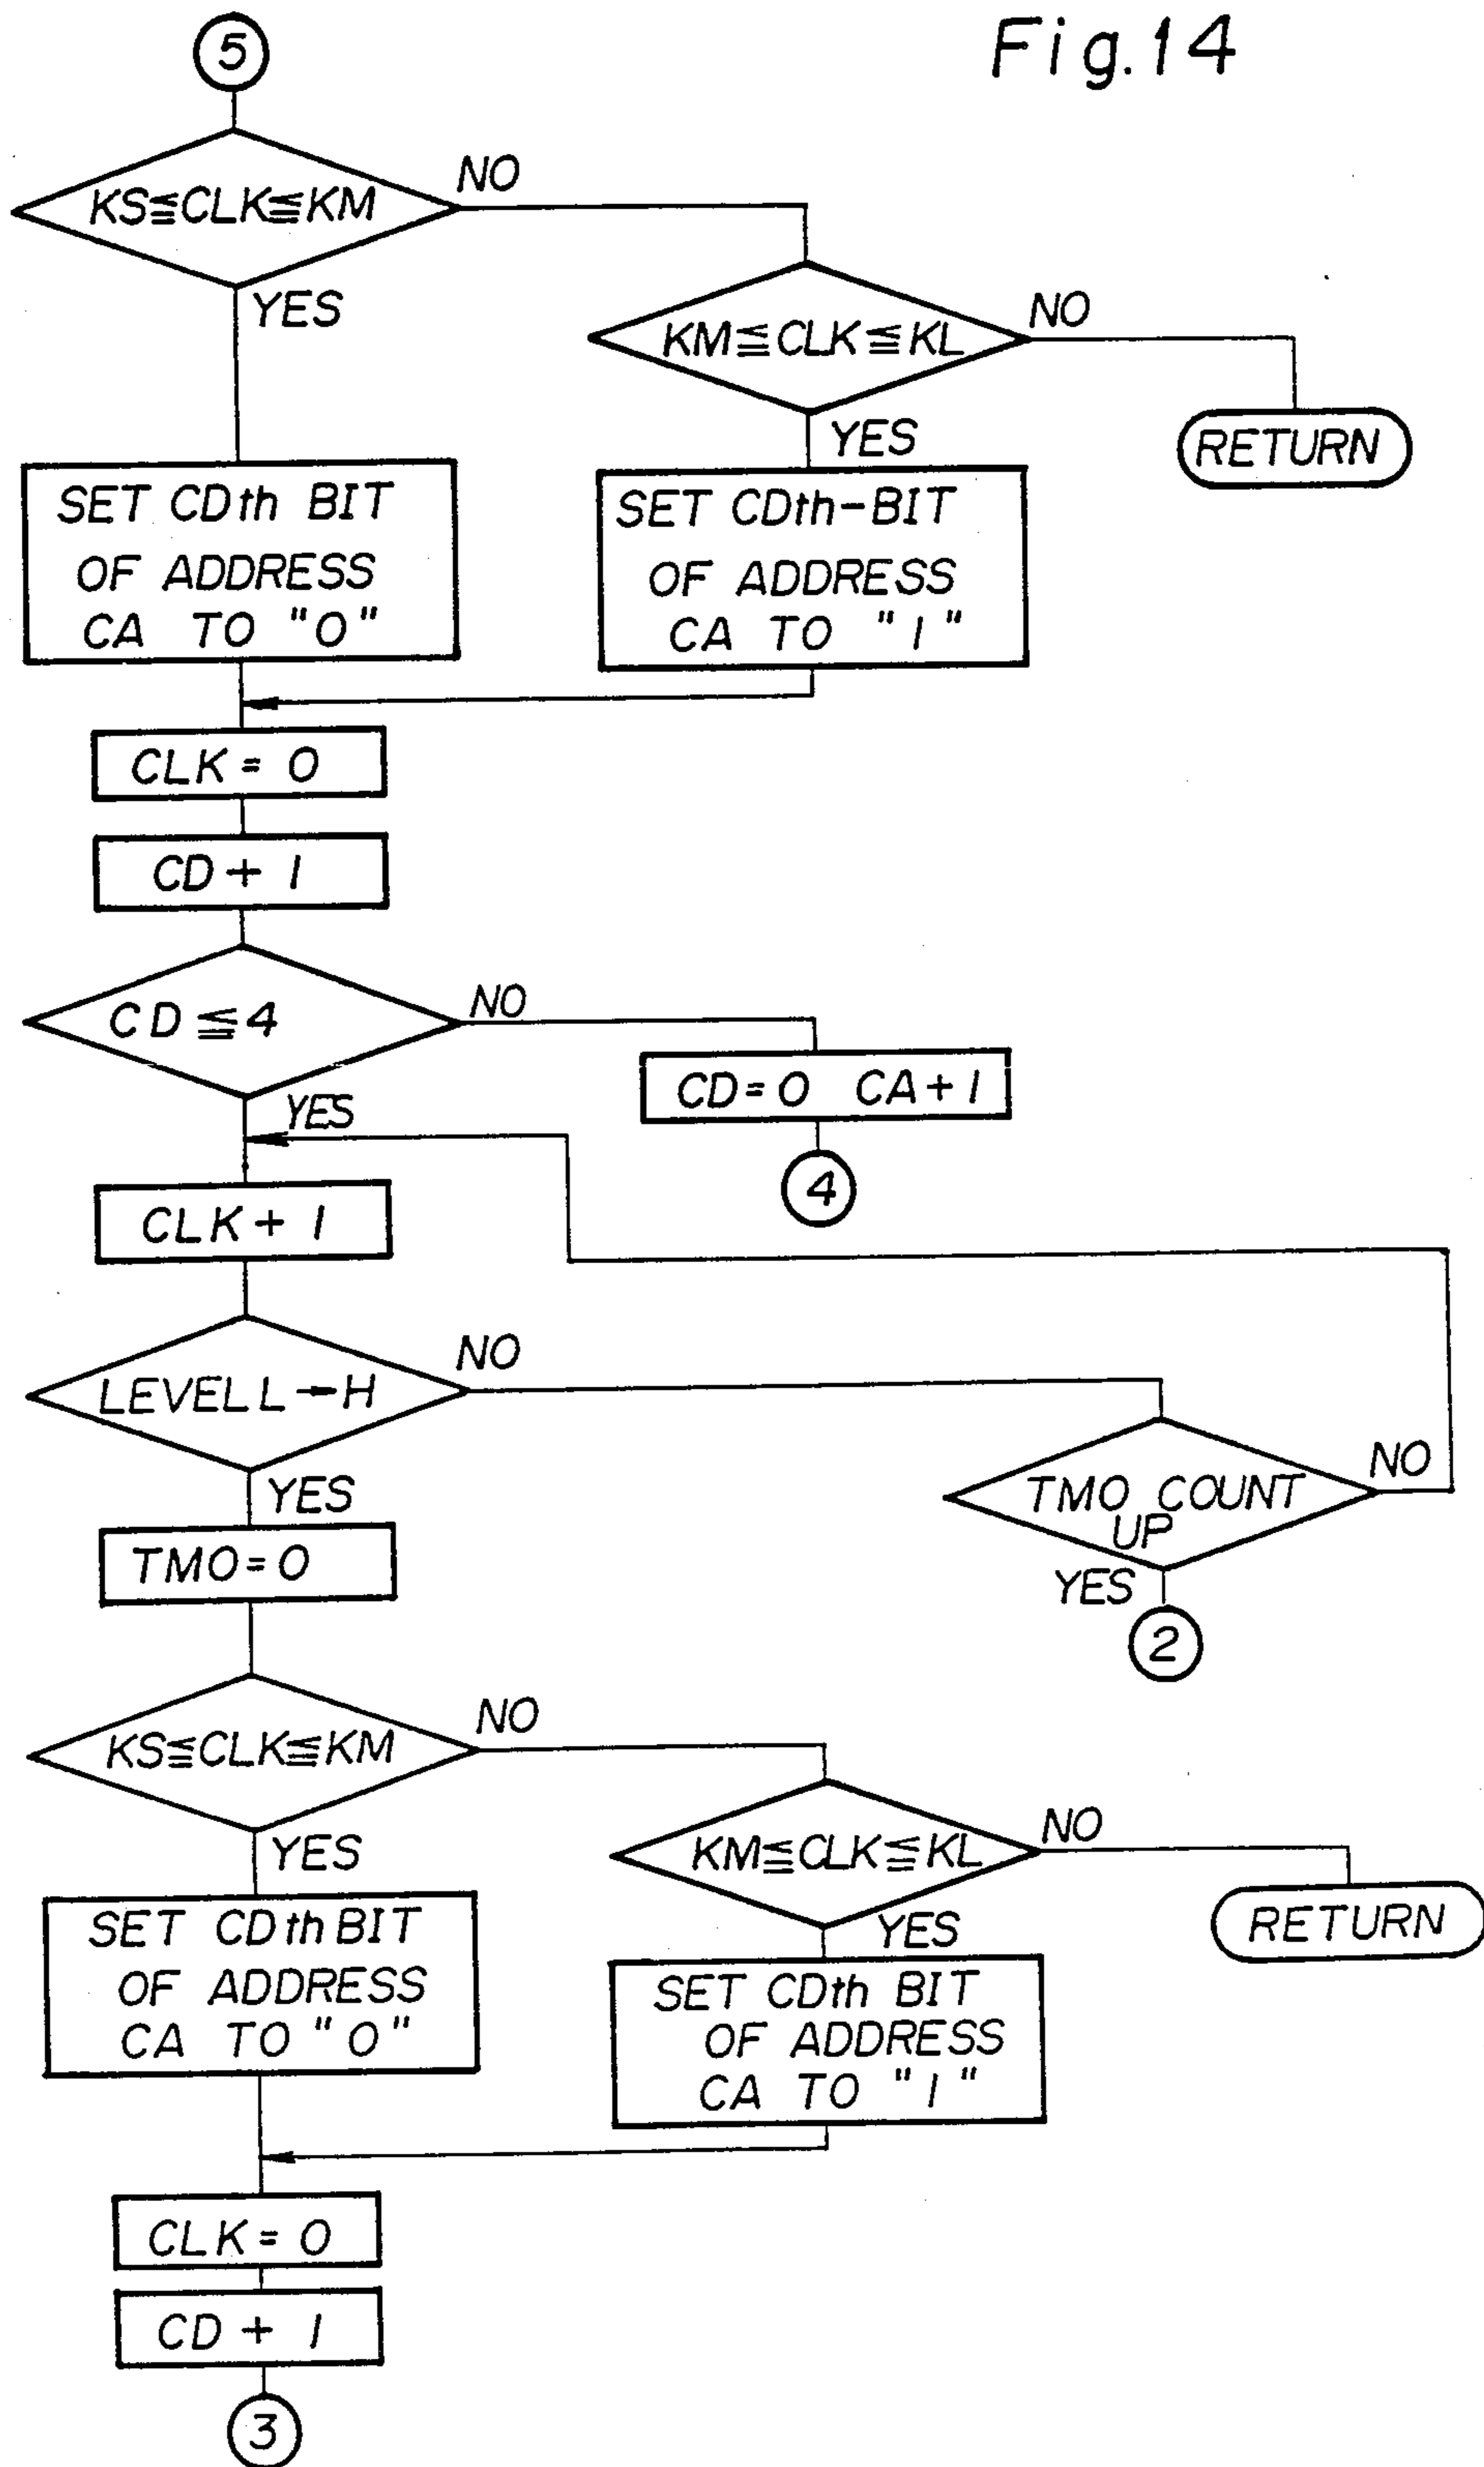 Fig.14
5
KS≦CLK≦KM
NO
YES
KM≦CLK≦KL
NO
YES
RETURN
SET CDth BIT
OF ADDRESS
CA TO "0"
SET CDth-BIT
OF ADDRESS
CA TO "1"
CLK = 0
CD + 1
CD ≦ 4
NO
YES
CD=0 CA+1
4
CLK + 1
LEVEL L→H
NO
YES
TMO COUNT
UP
NO
YES
2
TMO=0
KS≦CLK≦KM
NO
YES
KM≦CLK≦KL
NO
YES
RETURN
SET CDth BIT
OF ADDRESS
CA TO "0"
SET CDth BIT
OF ADDRESS
CA TO "1"
CLK = 0
CD + 1
3